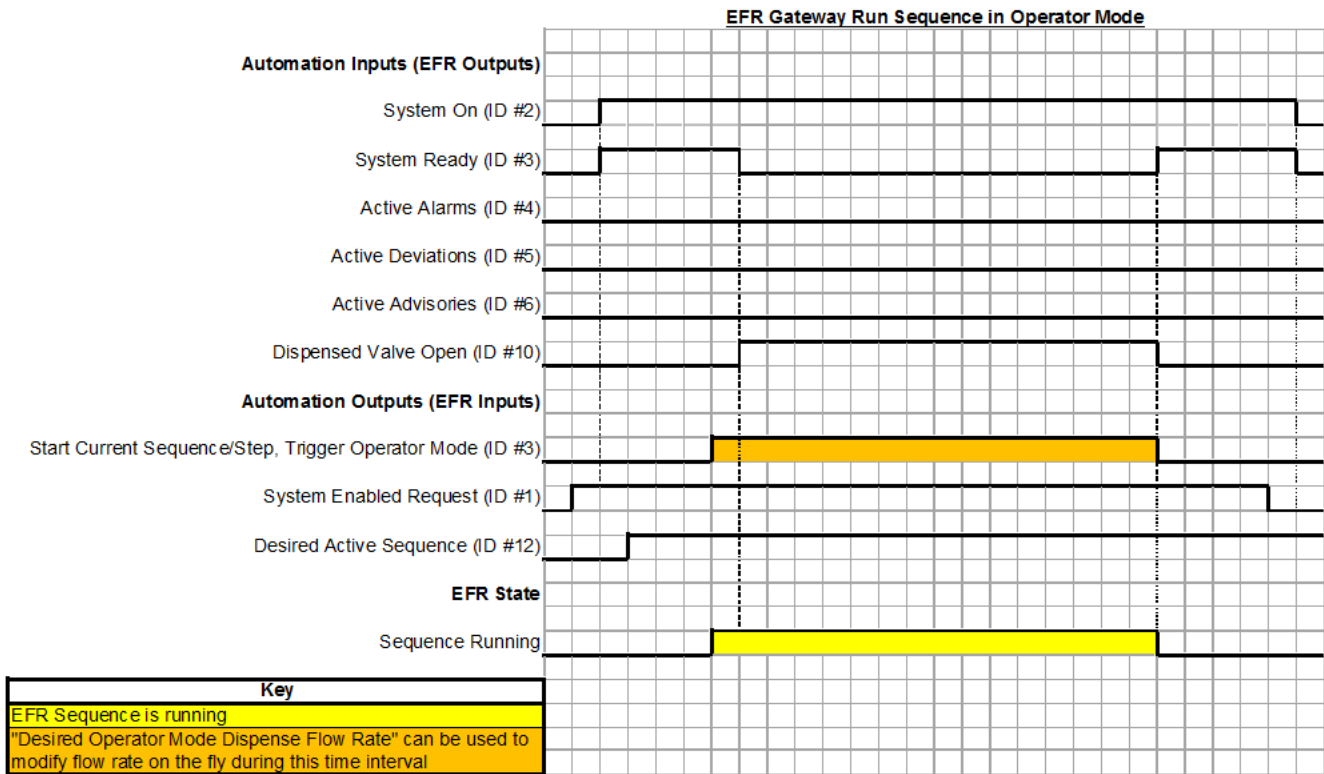 EFR Gateway Run Sequence in Operator Mode
Automation Inputs (EFR Outputs)
System On (ID #2)
System Ready (ID #3)
Active Alarms (ID #4)
Active Deviations (ID #5)
Active Advisories (ID #6)
Dispensed Valve Open (ID #10)
Automation Outputs (EFR Inputs)
Start Current Sequence/Step, Trigger Operator Mode (ID #3)
System Enabled Request (ID #1)
Desired Active Sequence (ID #12)
EFR State
Sequence Running
Key
EFR Sequence is running
"Desired Operator Mode Dispense Flow Rate" can be used to
modify flow rate on the fly during this time interval